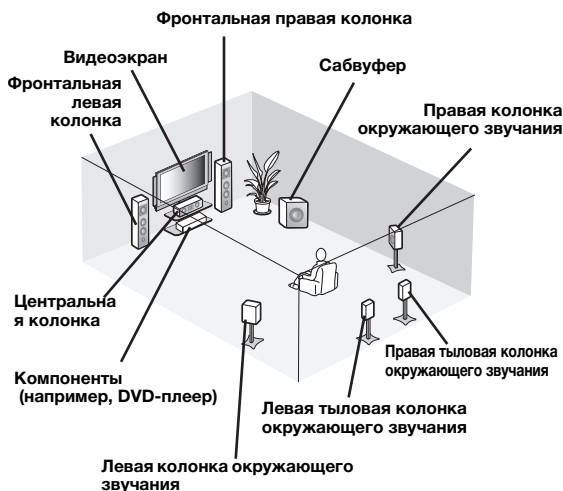 Фронтальная правая колонка
Видеоэкран
Сабвуфер
Фронтальная
левая
колонка
Правая колонка
окружающего звучания
Центральна
я колонка
Правая тыловая колонка
окружающего звучания
Компоненты
(например, DVD-плеер)
Левая тыловая колонка
окружающего звучания
Левая колонка окружающего
звучания